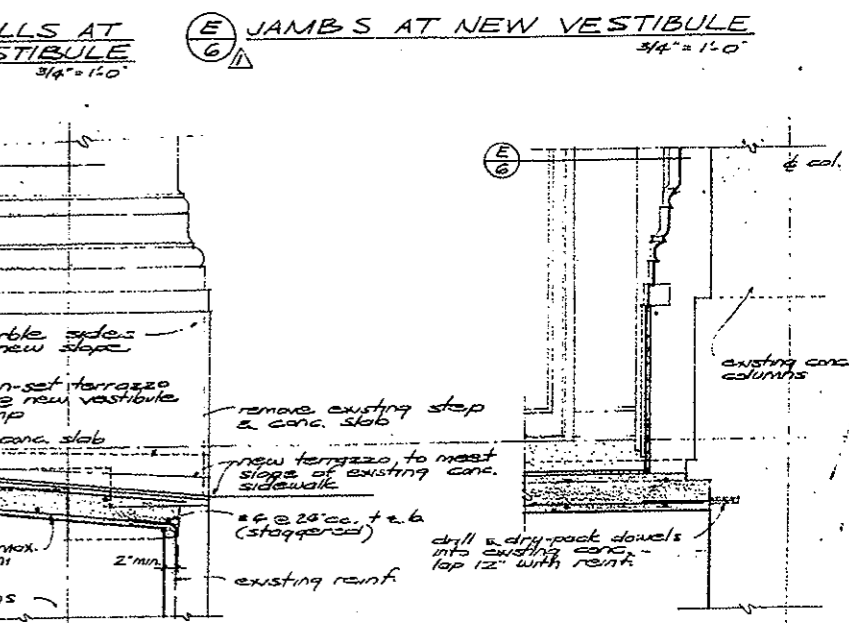 LLS AT
STIBULE
3/4"=1'-0"
E
6
1
JAMBS AT NEW VESTIBULE
3/4"=1'-0"
E
6
¢ col.
rble sides
new slope
n-set terrazzo
e new vestibule
mp
conc. slab
remove existing step
& conc. slab
new terrazzo to meet
slope of existing conc.
sidewalk
#4 @ 24" cc. t & b
(staggered)
max.
2" min
existing reinf.
existing conc
columns
drill & dry-pack dowels
into existing conc.
lap 12" with reinf.